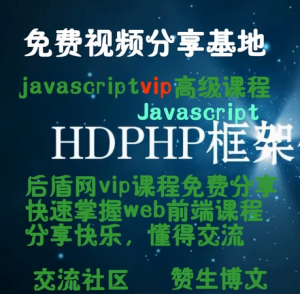 免费视频分享基地
javascriptvip高级课程
Javascript
HDPHP框架
后盾网vip课程免费分享
快速掌握web前端课程
分享快乐，懂得交流
交流社区 赞生博文